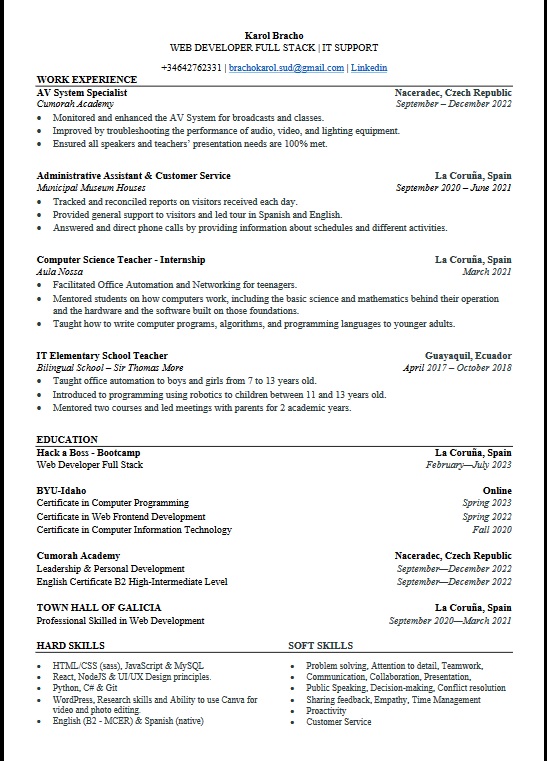 Karol Bracho
WEB DEVELOPER FULL STACK | IT SUPPORT
+34642762331 | brachokarol.sud@gmail.com | Linkedin
WORK EXPERIENCE
AV System Specialist Naceradec, Czech Republic
Cumorah Academy September – December 2022
• Monitored and enhanced the AV System for broadcasts and classes.
• Improved by troubleshooting the performance of audio, video, and lighting equipment.
• Ensured all speakers and teachers’ presentation needs are 100% met.
Administrative Assistant & Customer Service La Coruña, Spain
Municipal Museum Houses September 2020 – June 2021
• Tracked and reconciled reports on visitors received each day.
• Provided general support to visitors and led tour in Spanish and English.
• Answered and direct phone calls by providing information about schedules and different activities.
Computer Science Teacher - Internship La Coruña, Spain
Aula Nossa March 2021
• Facilitated Office Automation and Networking for teenagers.
• Mentored students on how computers work, including the basic science and mathematics behind their operation
and the hardware and the software built on those foundations.
• Taught how to write computer programs, algorithms, and programming languages to younger adults.
IT Elementary School Teacher Guayaquil, Ecuador
Bilingual School – Sir Thomas More April 2017 – October 2018
• Taught office automation to boys and girls from 7 to 13 years old.
• Introduced to programming using robotics to children between 11 and 13 years old.
• Mentored two courses and led meetings with parents for 2 academic years.
EDUCATION
Hack a Boss - Bootcamp La Coruña, Spain
Web Developer Full Stack February—July 2023
BYU-Idaho Online
Certificate in Computer Programming Spring 2023
Certificate in Web Frontend Development Spring 2022
Certificate in Computer Information Technology Fall 2020
Cumorah Academy Naceradec, Czech Republic
Leadership & Personal Development September—December 2022
English Certificate B2 High-Intermediate Level September—December 2022
TOWN HALL OF GALICIA La Coruña, Spain
Professional Skilled in Web Development September 2020—March 2021
HARD SKILLS
• HTML/CSS (sass), JavaScript & MySQL
• React, NodeJS & UI/UX Design principles.
• Python, C# & Git
• WordPress, Research skills and Ability to use Canva for
video and photo editing.
• English (B2 - MCER) & Spanish (native)
SOFT SKILLS
• Problem solving, Attention to detail, Teamwork,
• Communication, Collaboration, Presentation,
• Public Speaking, Decision-making, Conflict resolution
• Sharing feedback, Empathy, Time Management
• Proactivity
• Customer Service